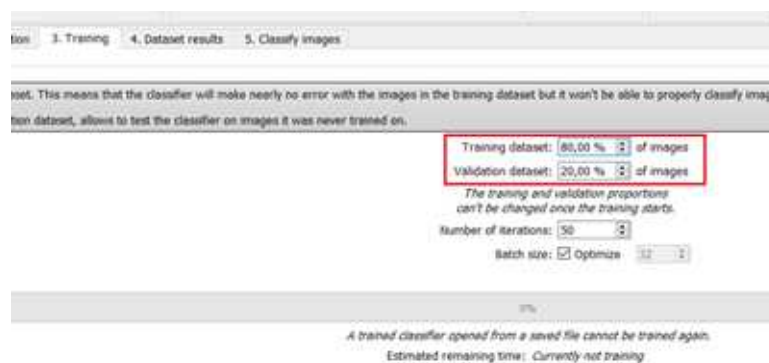 tion 3. Training 4. Dataset results 5. Classify images
set. This means that the classifier will make nearly no error with the images in the training dataset but it won't be able to properly classify imag
tion dataset, allows to test the classifier on images it was never trained on.
Training dataset: 80,00 % of images
Validation dataset: 20,00 % of images
The training and validation proportions
can't be changed once the training starts.
Number of iterations: 50
Batch size: Optimize 32
0%
A trained classifier opened from a saved file cannot be trained again.
Estimated remaining time: Currently not training